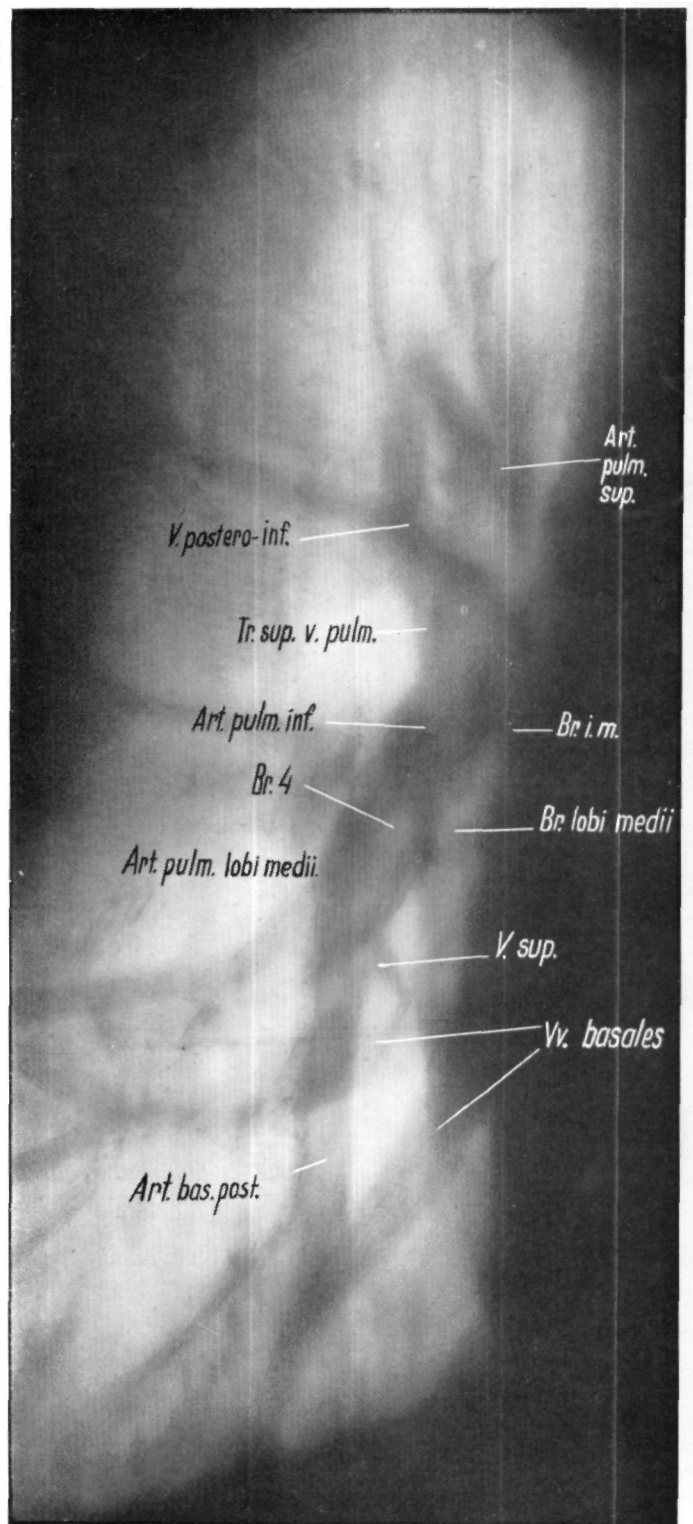 Art.
pulm.
sup.
V. postero-inf.
Tr. sup. v. pulm.
Art. pulm. inf.
Br. i. m.
Br. 4
Br. lobi medii
Art. pulm. lobi medii.
V. sup.
Vv. basales
Art. bas. post.